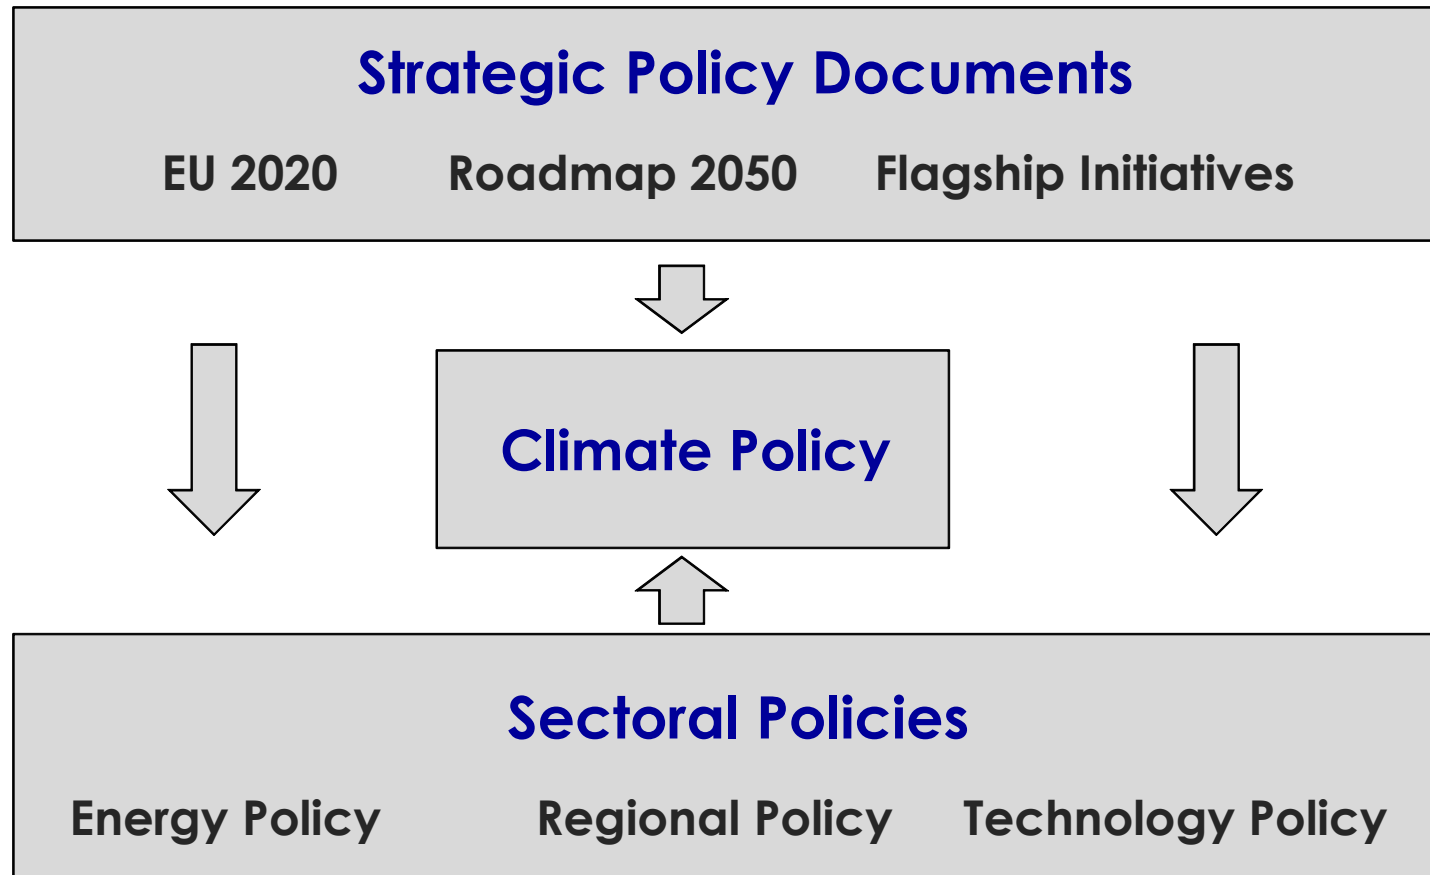 Strategic Policy Documents
EU 2020 Roadmap 2050 Flagship Initiatives
Climate Policy
Sectoral Policies
Energy Policy Regional Policy Technology Policy